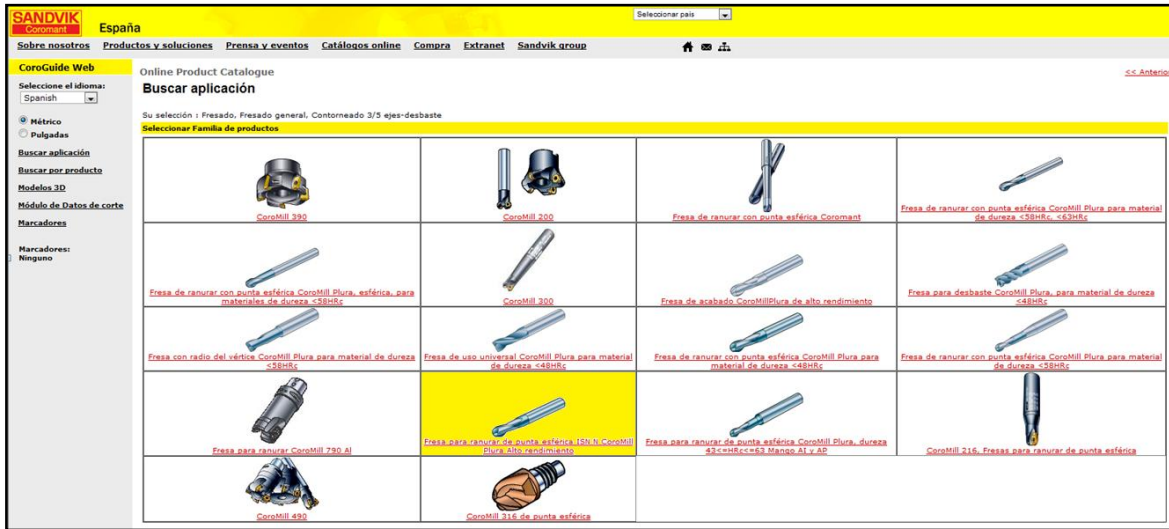 SANDVIK
Coromant
España
Seleccionar país
Sobre nosotros Productos y soluciones Prensa y eventos Catálogos online Compra Extranet Sandvik group
CoroGuide Web
Seleccione el idioma:
Spanish
Métrico
Pulgadas
Buscar aplicación
Buscar por producto
Modelos 3D
Módulo de Datos de corte
Marcadores
Marcadores:
Ninguno
Online Product Catalogue
<< Anterior
Buscar aplicación
Su selección : Fresado, Fresado general, Contorneado 3/5 ejes-desbaste
Seleccionar Familia de productos
CoroMill 390
CoroMill 200
Fresa de ranurar con punta esférica Coromant
Fresa de ranurar con punta esférica CoroMill Plura para material
de dureza <58HRc, <63HRc
Fresa de ranurar con punta esférica CoroMill Plura, esférica, para
materiales de dureza <58HRc
CoroMill 300
Fresa de acabado CoroMillPlura de alto rendimiento
Fresa para desbaste CoroMill Plura, para material de dureza
<48HRc
Fresa con radio del vértice CoroMill Plura para material de dureza
<58HRc
Fresa de uso universal CoroMill Plura para material
de dureza <48HRc
Fresa de ranurar con punta esférica CoroMill Plura para
material de dureza <48HRc
Fresa de ranurar con punta esférica CoroMill Plura para material
de dureza <58HRc
Fresa para ranurar CoroMill 790 Al
Fresa para ranurar de punta esférica ISN.N CoroMill
Plura Alto rendimiento
Fresa para ranurar de punta esférica CoroMill Plura, dureza
43<=HRc<=63 Mango AI y AP
CoroMill 216, Fresas para ranurar de punta esférica
CoroMill 490
CoroMill 316 de punta esférica